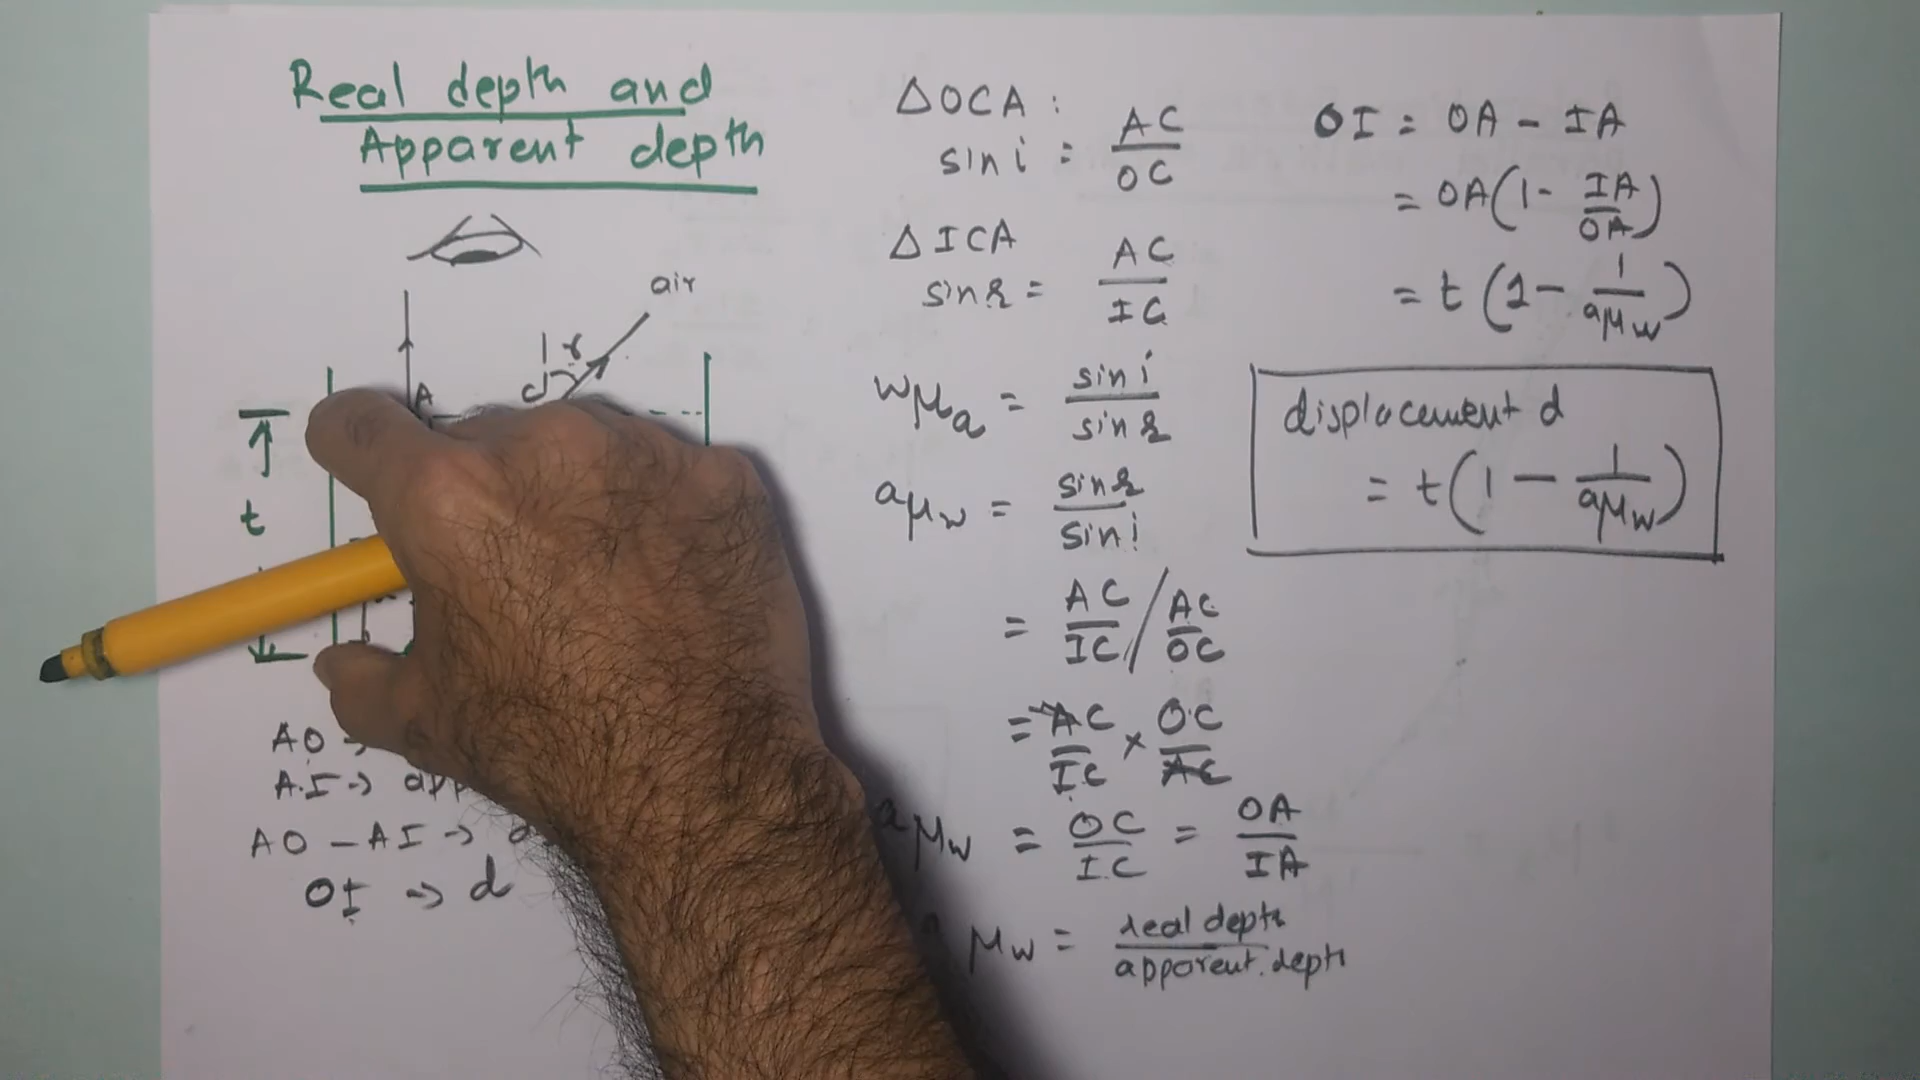 Real depth and
Apparent depth
air
r
A
C
t
AO →
A.I →
AO – AI →
OI → d
△OCA :
sin i = AC/OC
△ICA
sin r = AC/IC
wμa = sin i/sin r
aμw = sin r/sin i
= AC/IC / AC/OC
= AC/IC × OC/AC
aμw = OC/IC = OA/IA
μw = real depth/apparent depth
OI = OA – IA
= OA(1 – IA/OA)
= t(1 – 1/aμw)
displacement d
= t(1 – 1/aμw)